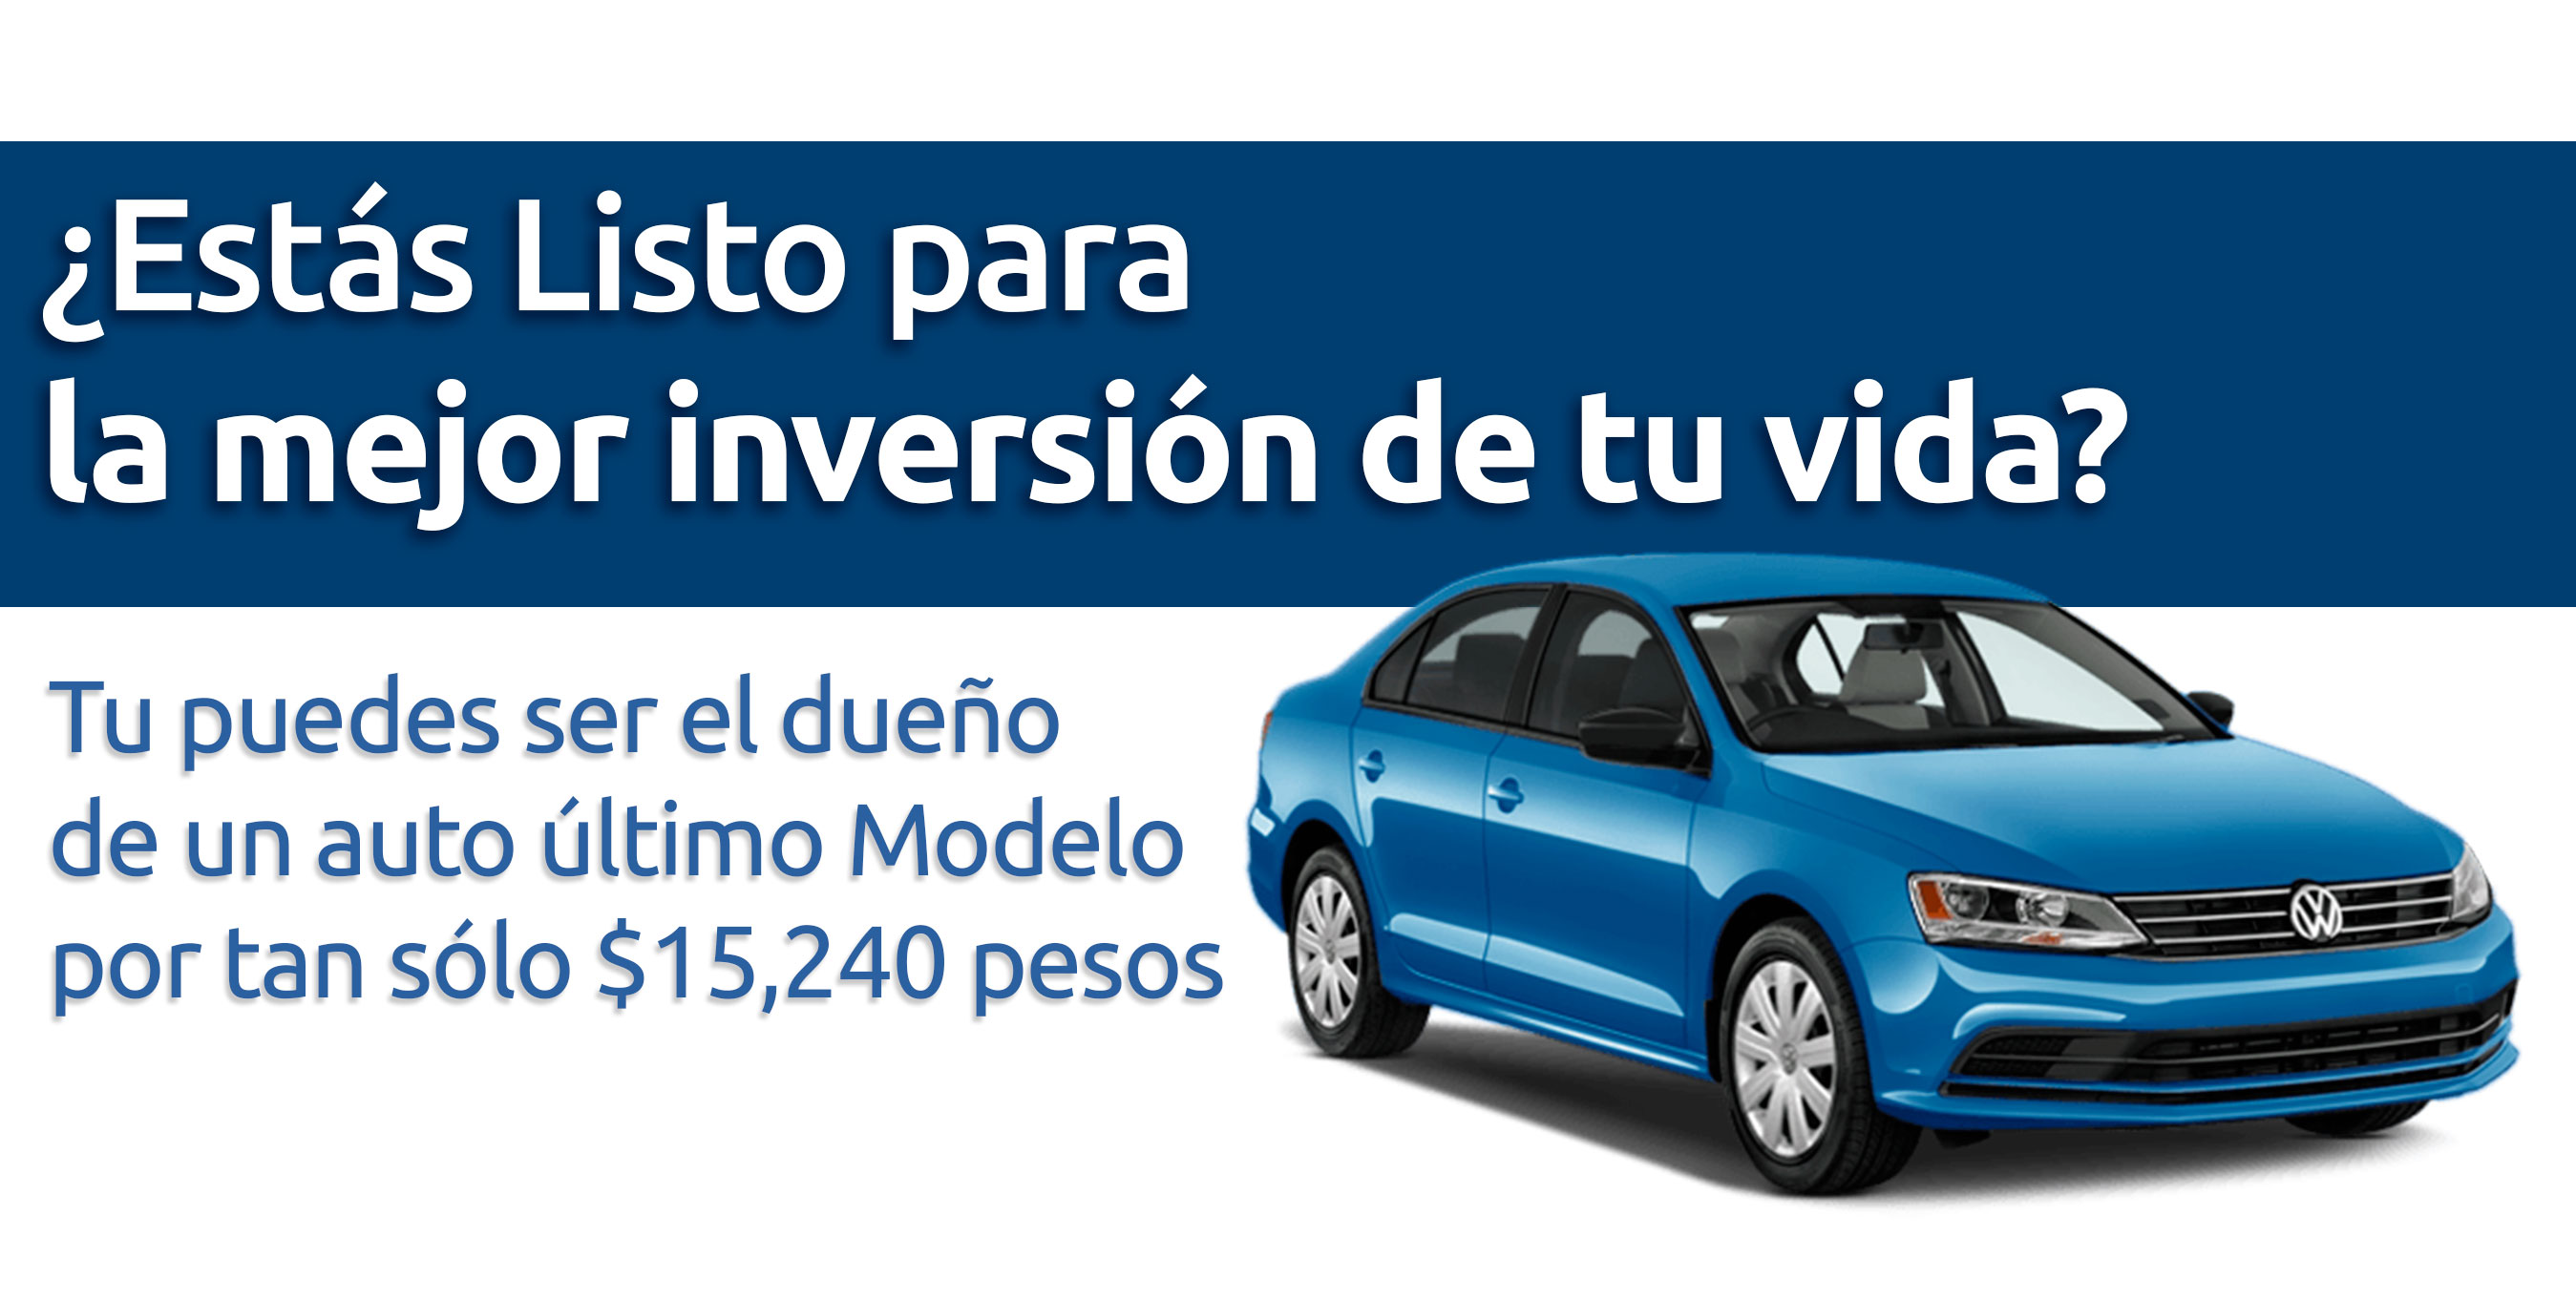 ¿Estás Listo para
la mejor inversión de tu vida?
Tu puedes ser el dueño
de un auto último Modelo
por tan sólo $15,240 pesos